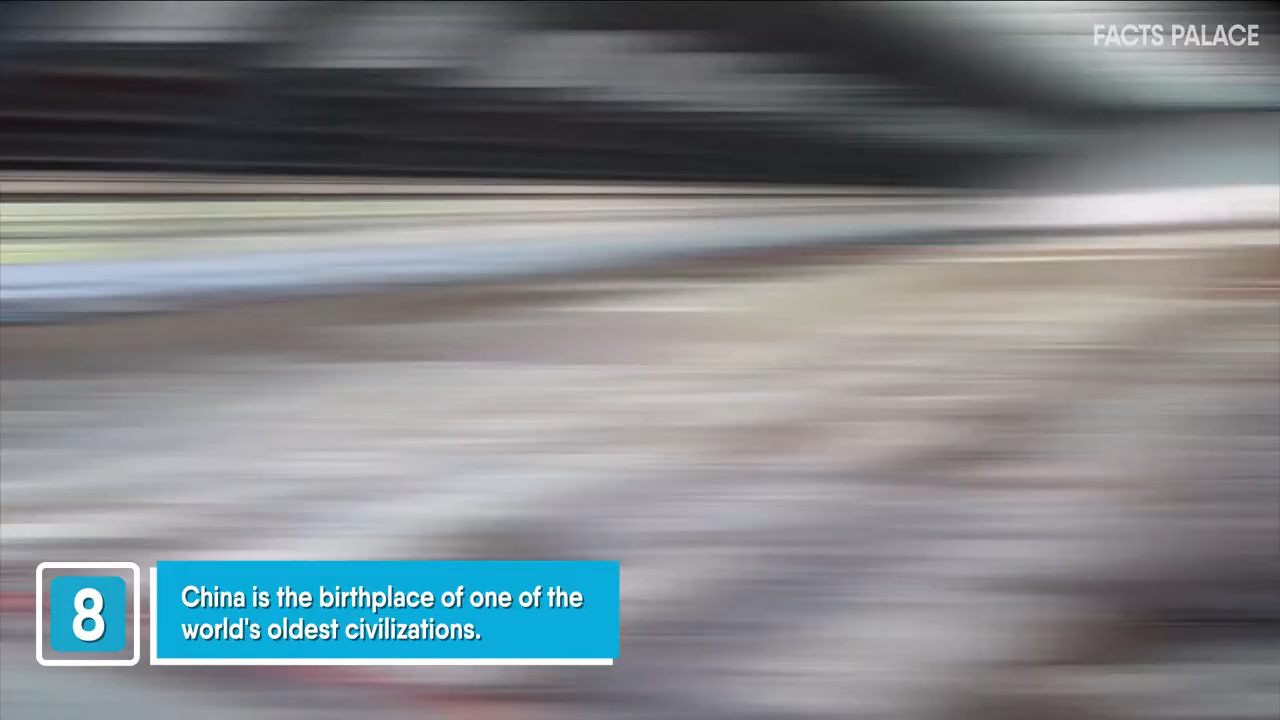 FACTS PALACE
8
China is the birthplace of one of the
world's oldest civilizations.